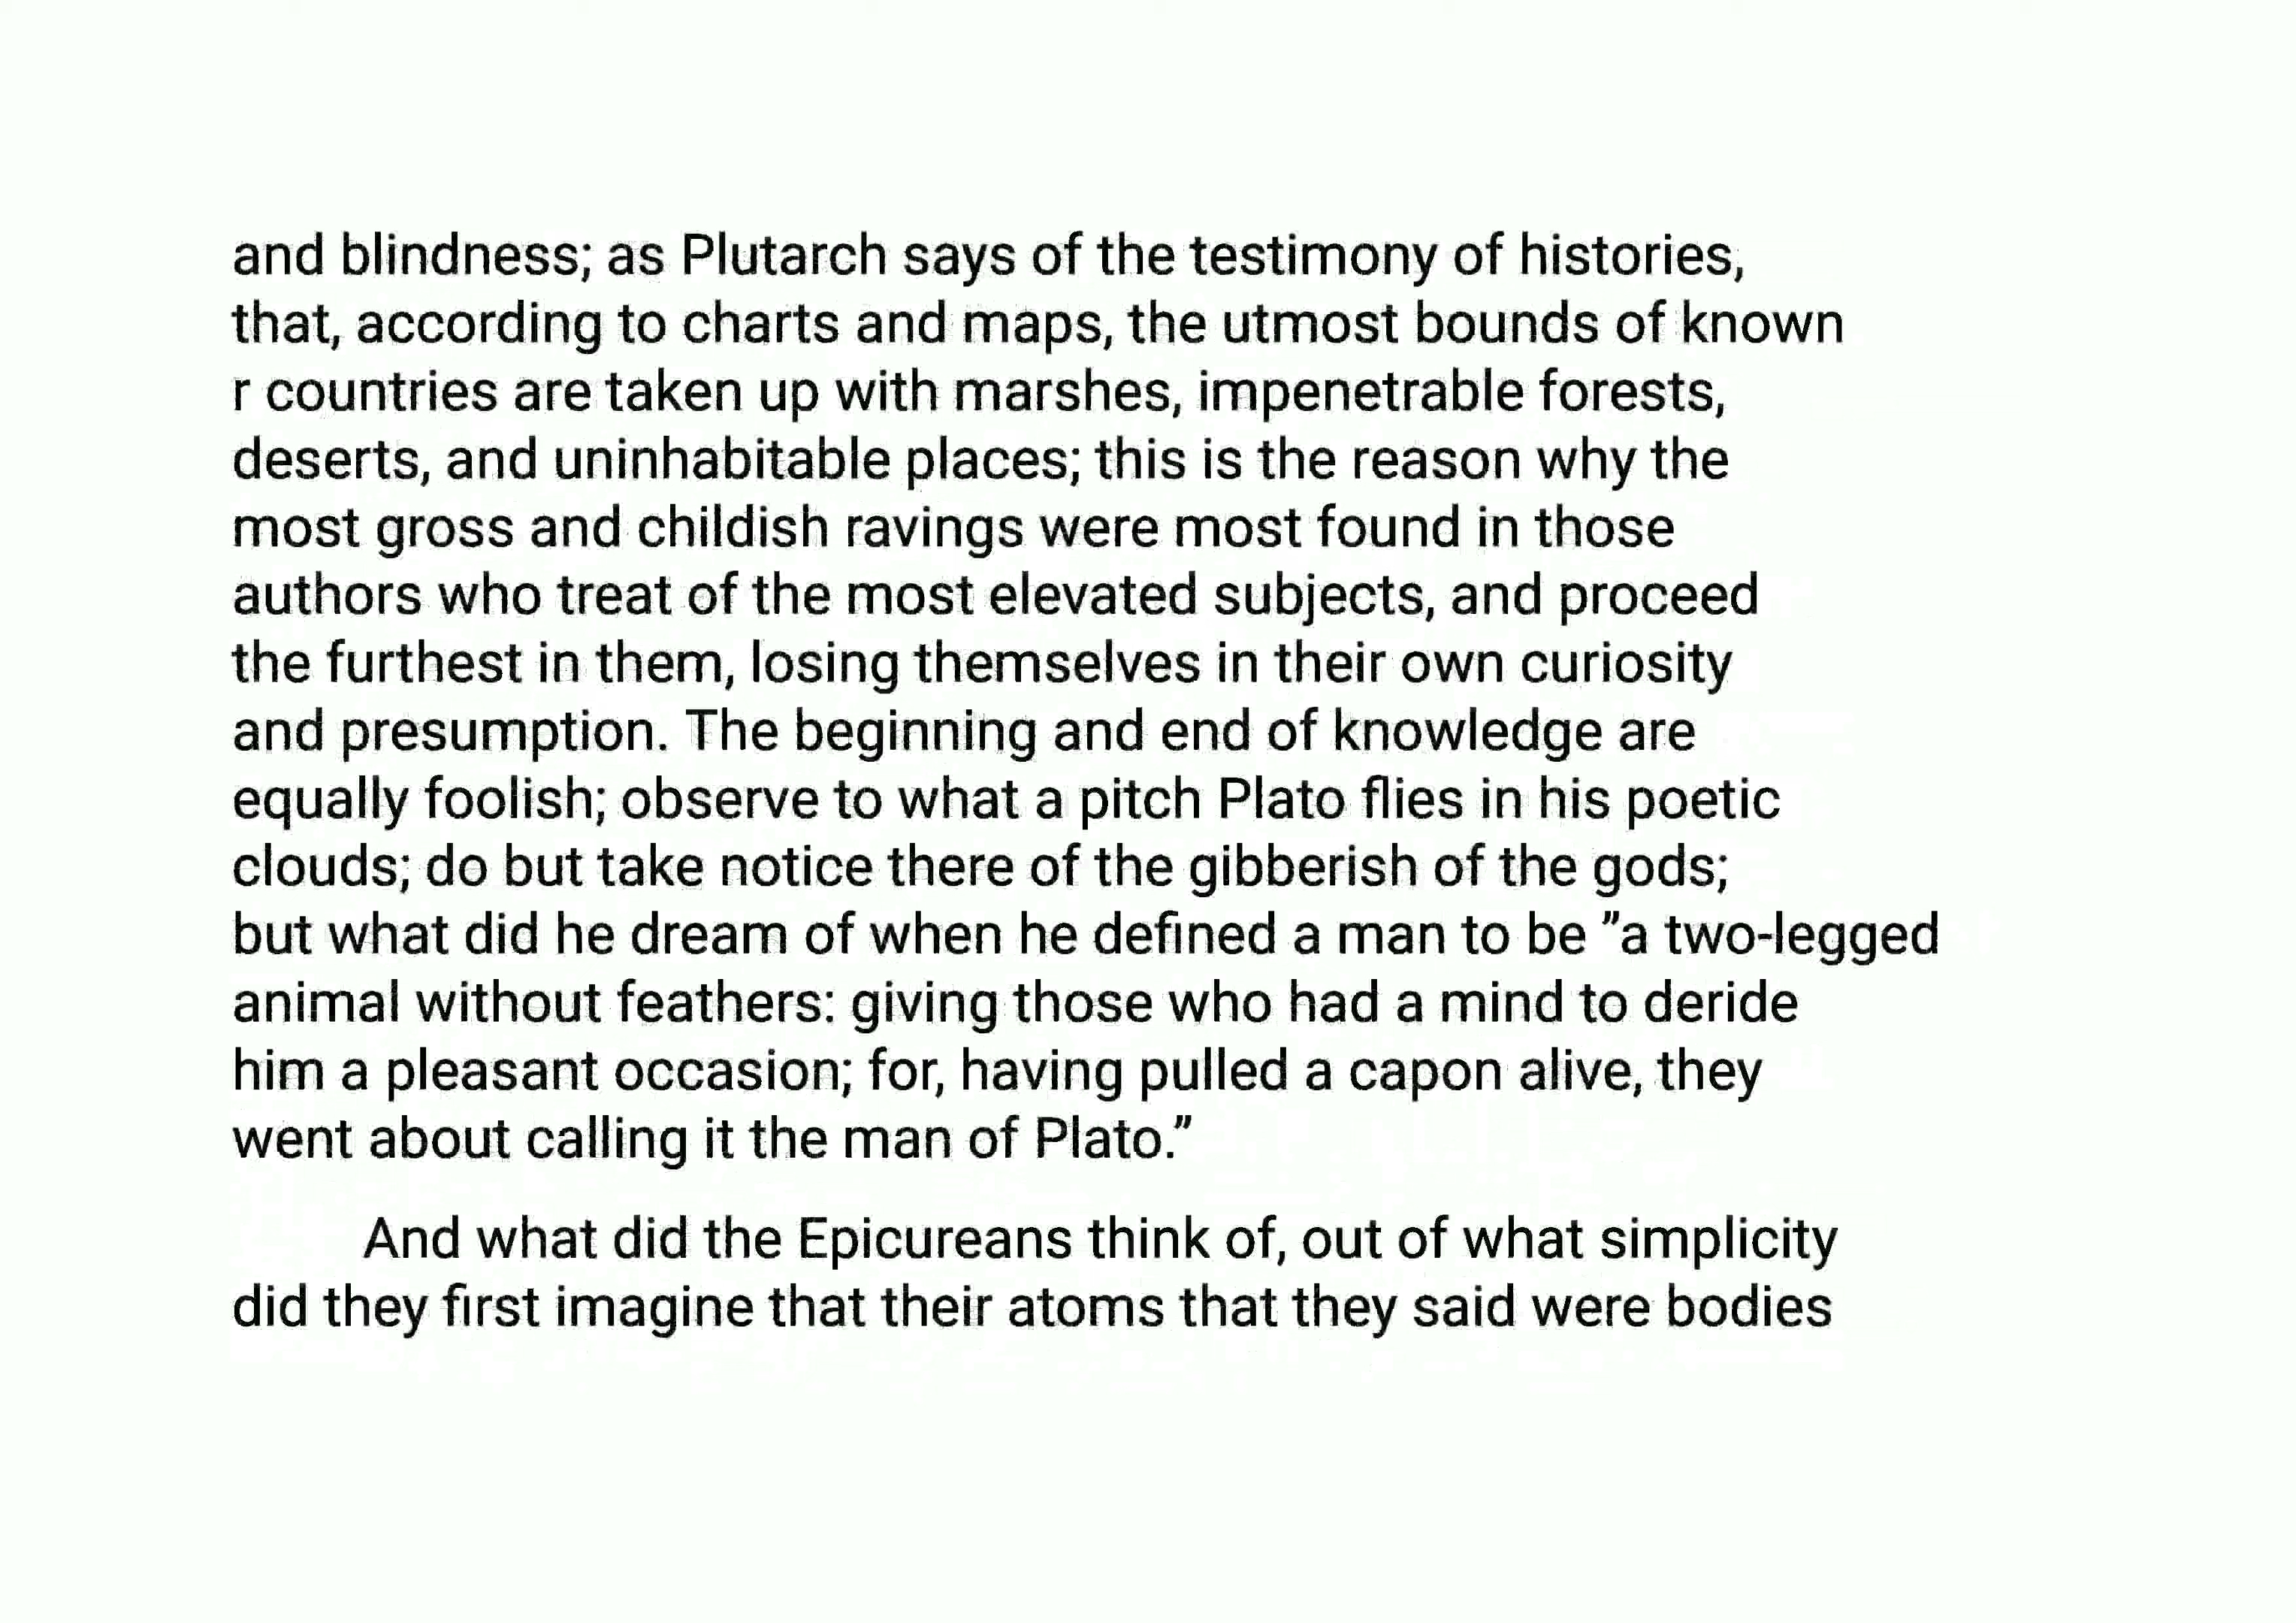 and blindness; as Plutarch says of the testimony of histories,
that, according to charts and maps, the utmost bounds of known
r countries are taken up with marshes, impenetrable forests,
deserts, and uninhabitable places; this is the reason why the
most gross and childish ravings were most found in those
authors who treat of the most elevated subjects, and proceed
the furthest in them, losing themselves in their own curiosity
and presumption. The beginning and end of knowledge are
equally foolish; observe to what a pitch Plato flies in his poetic
clouds; do but take notice there of the gibberish of the gods;
but what did he dream of when he defined a man to be ”a two-legged
animal without feathers: giving those who had a mind to deride
him a pleasant occasion; for, having pulled a capon alive, they
went about calling it the man of Plato.”
And what did the Epicureans think of, out of what simplicity
did they first imagine that their atoms that they said were bodies